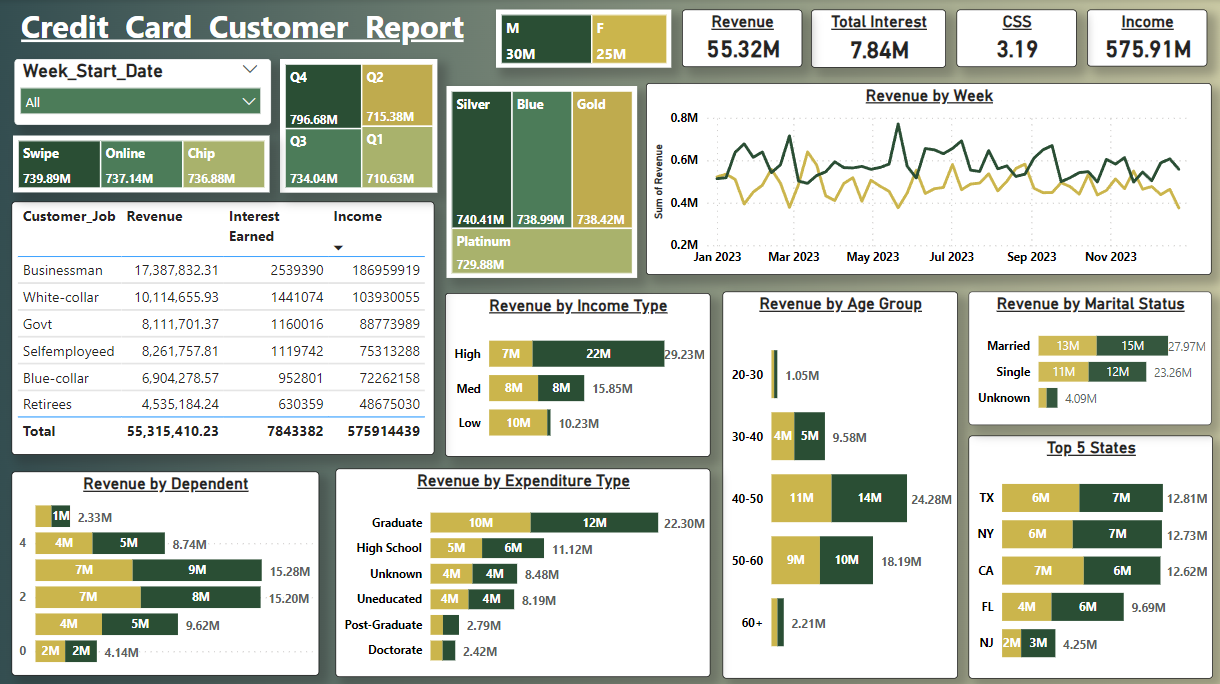 Credit Card Customer Report
M
30M
F
25M
Revenue
55.32M
Total Interest
7.84M
CSS
3.19
Income
575.91M
Week_Start_Date
All
Swipe
739.89M
Online
737.14M
Chip
736.88M
Q4
796.68M
Q2
715.38M
Q3
734.04M
Q1
710.63M
Silver
740.41M
Blue
738.99M
Gold
738.42M
Platinum
729.88M
Revenue by Week
Sum of Revenue
0.8M
0.6M
0.4M
0.2M
Jan 2023 Mar 2023 May 2023 Jul 2023 Sep 2023 Nov 2023
Customer_Job Revenue Interest Earned Income
Businessman 17,387,832.31 2539390 186959919
White-collar 10,114,655.93 1441074 103930055
Govt 8,111,701.37 1160016 88773989
Selfemployeed 8,261,757.81 1119742 75313288
Blue-collar 6,904,278.57 952801 72262158
Retirees 4,535,184.24 630359 48675030
Total 55,315,410.23 7843382 575914439
Revenue by Income Type
High 7M 22M 29.23M
Med 8M 8M 15.85M
Low 10M 10.23M
Revenue by Age Group
20-30 1.05M
30-40 4M 5M 9.58M
40-50 11M 14M 24.28M
50-60 9M 10M 18.19M
60+ 2.21M
Revenue by Marital Status
Married 13M 15M 27.97M
Single 11M 12M 23.26M
Unknown 4.09M
Top 5 States
TX 6M 7M 12.81M
NY 6M 7M 12.73M
CA 7M 6M 12.62M
FL 4M 6M 9.69M
NJ 2M 3M 4.25M
Revenue by Dependent
1M 2.33M
4 4M 5M 8.74M
7M 9M 15.28M
2 7M 8M 15.20M
4M 5M 9.62M
0 2M 2M 4.14M
Revenue by Expenditure Type
Graduate 10M 12M 22.30M
High School 5M 6M 11.12M
Unknown 4M 4M 8.48M
Uneducated 4M 4M 8.19M
Post-Graduate 2.79M
Doctorate 2.42M